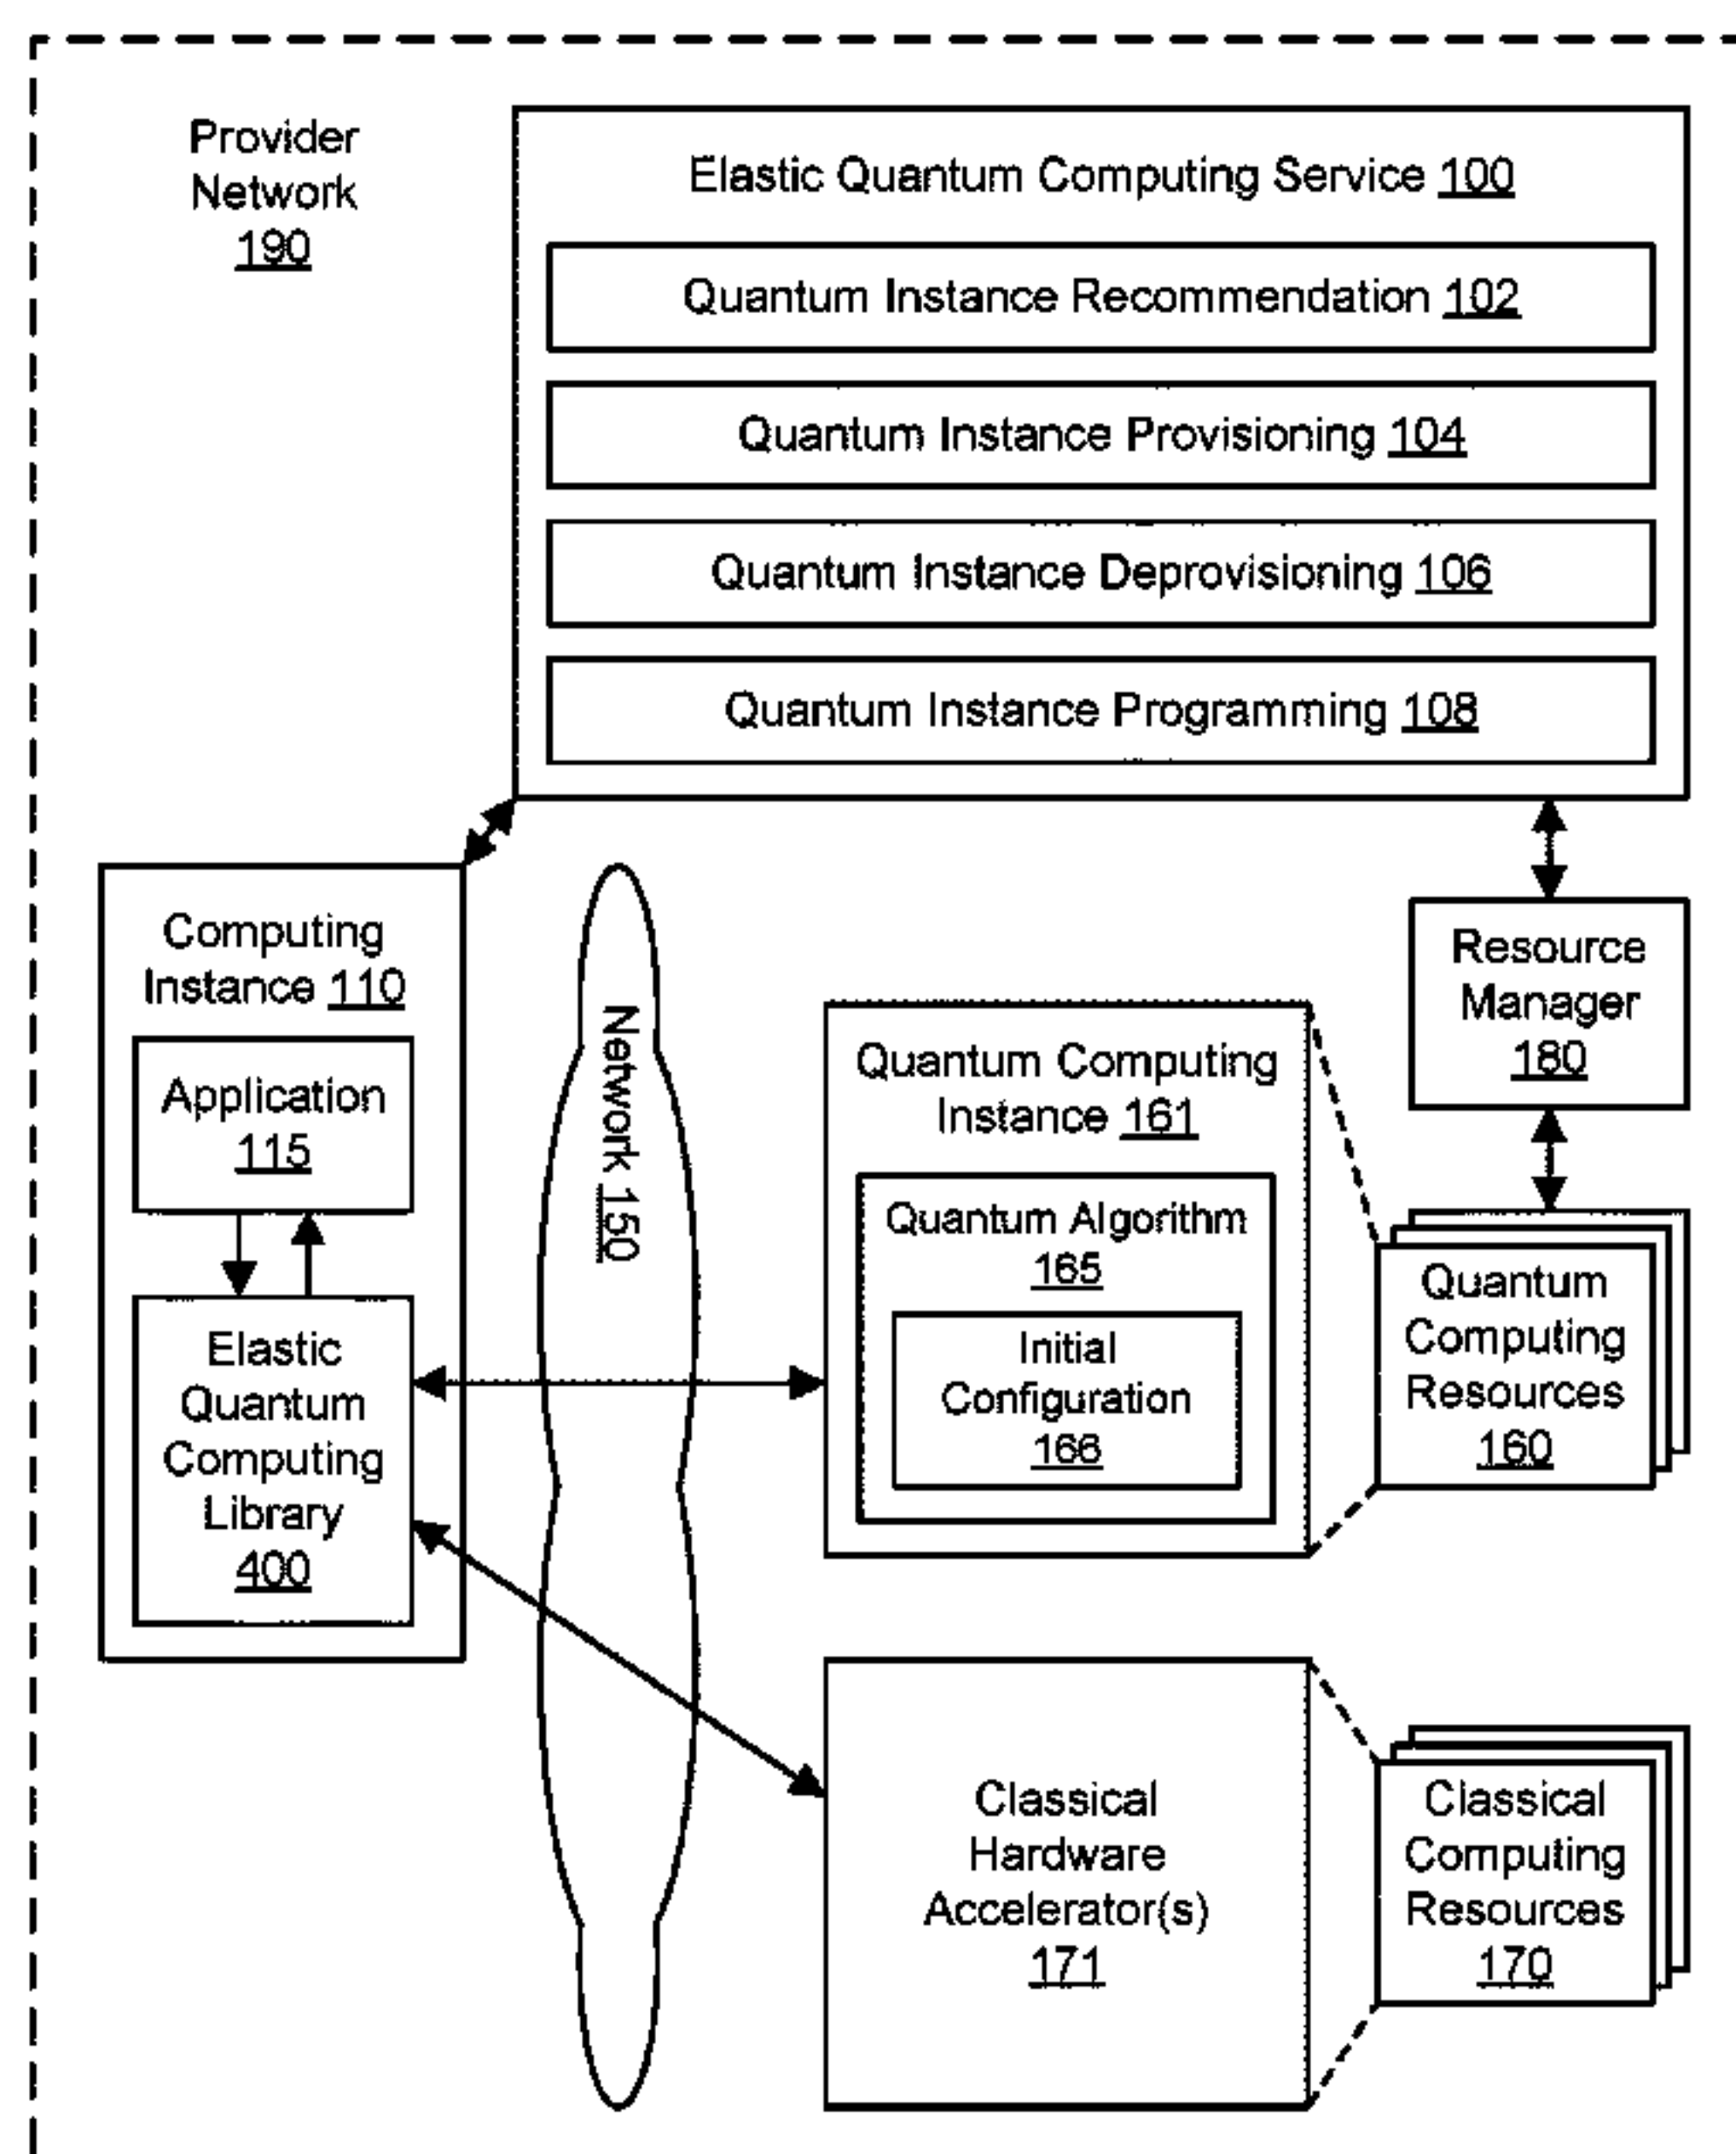 Provider
Network
190
Elastic Quantum Computing Service 100
Quantum Instance Recommendation 102
Quantum Instance Provisioning 104
Quantum Instance Deprovisioning 106
Quantum Instance Programming 108
Computing
Instance 110
Application
115
Elastic
Quantum
Computing
Library
400
Network 150
Quantum Computing
Instance 161
Quantum Algorithm
165
Initial
Configuration
166
Resource
Manager
180
Quantum
Computing
Resources
160
Classical
Hardware
Accelerator(s)
171
Classical
Computing
Resources
170